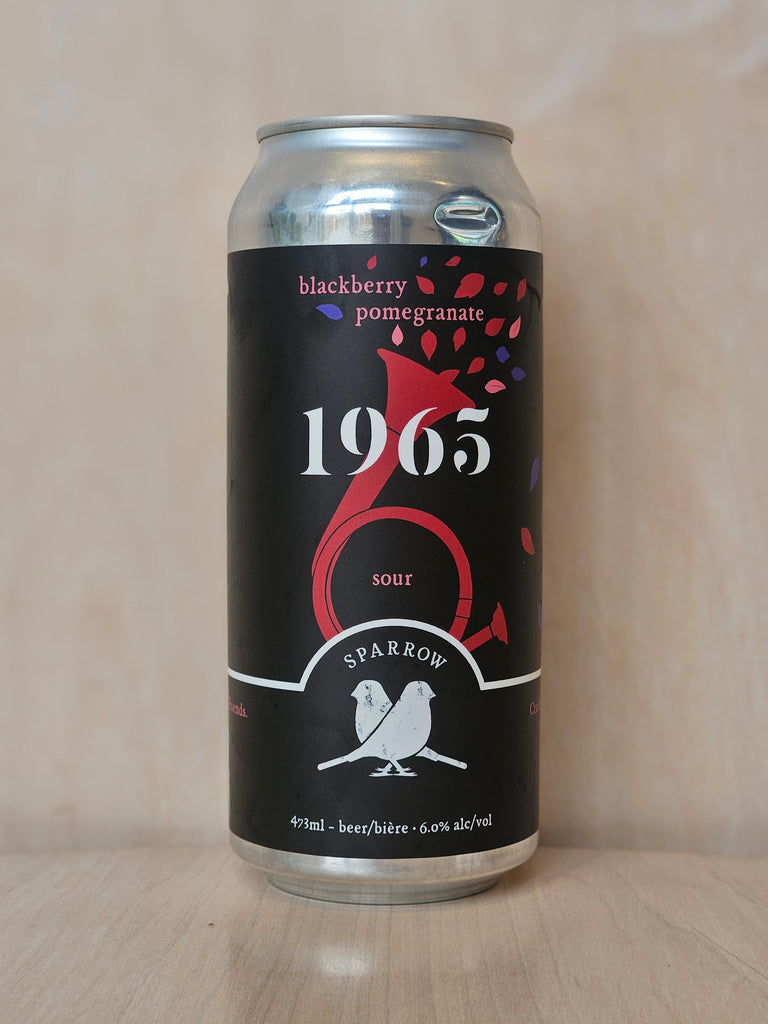 blackberry
pomegranate
1965
sour
SPARROW
473ml - beer/bière · 6.0% alc/vol